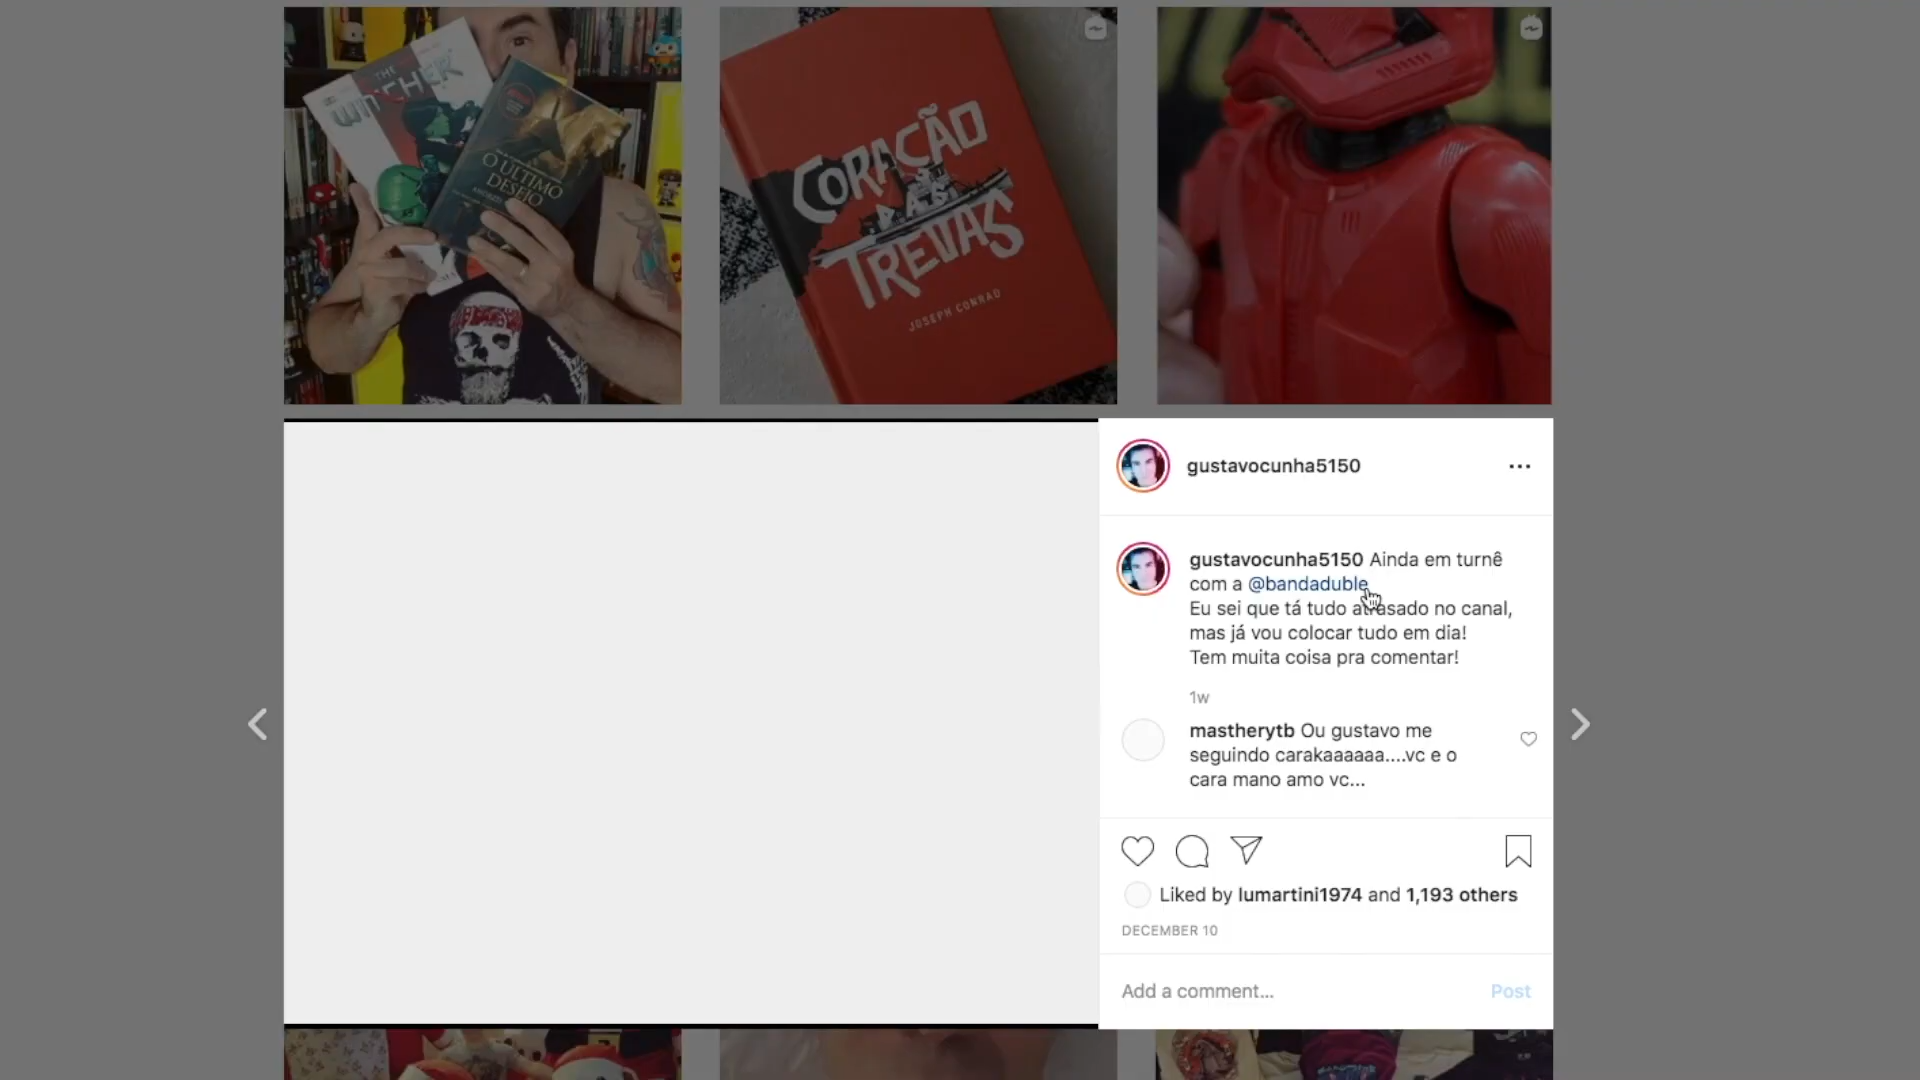 THE
WITCHER
O ÚLTIMO
DESEJO
CORAÇÃO
DAS
TREVAS
JOSEPH CONRAD
gustavocunha5150
gustavocunha5150 Ainda em turnê
com a @bandaduble
Eu sei que tá tudo atrasado no canal,
mas já vou colocar tudo em dia!
Tem muita coisa pra comentar!
1w
mastherytb Ou gustavo me
seguindo carakaaaaaa....vc e o
cara mano amo vc...
Liked by lumartini1974 and 1,193 others
DECEMBER 10
Add a comment...
Post